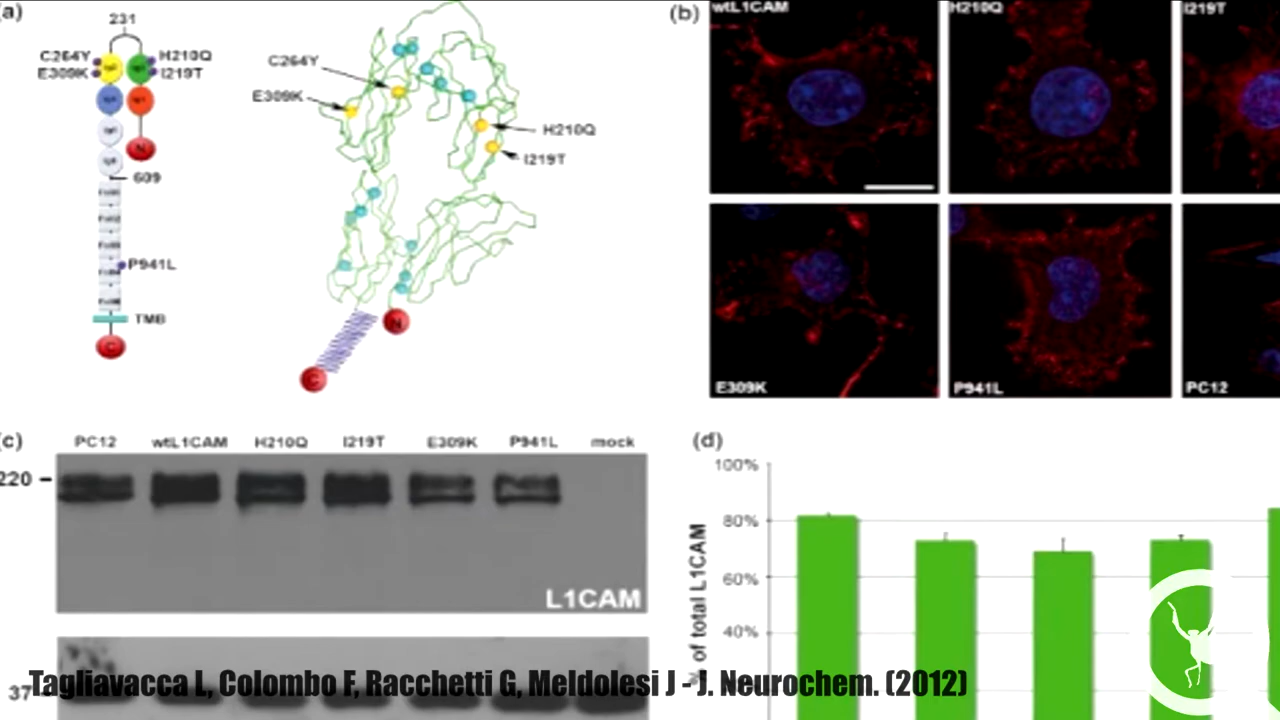 (a)
231
C264Y
E309K
H210Q
I219T
N
609
P941L
TMB
C
C264Y
E309K
H210Q
I219T
N
C
(b)
wtL1CAM
H210Q
I219T
E309K
P941L
PC12
(c)
PC12 wtL1CAM H210Q I219T E309K P941L mock
220
L1CAM
37
(d)
100%
80%
60%
40%
% of total L1CAM
Tagliavacca L, Colombo F, Racchetti G, Meldolesi J - J. Neurochem. (2012)